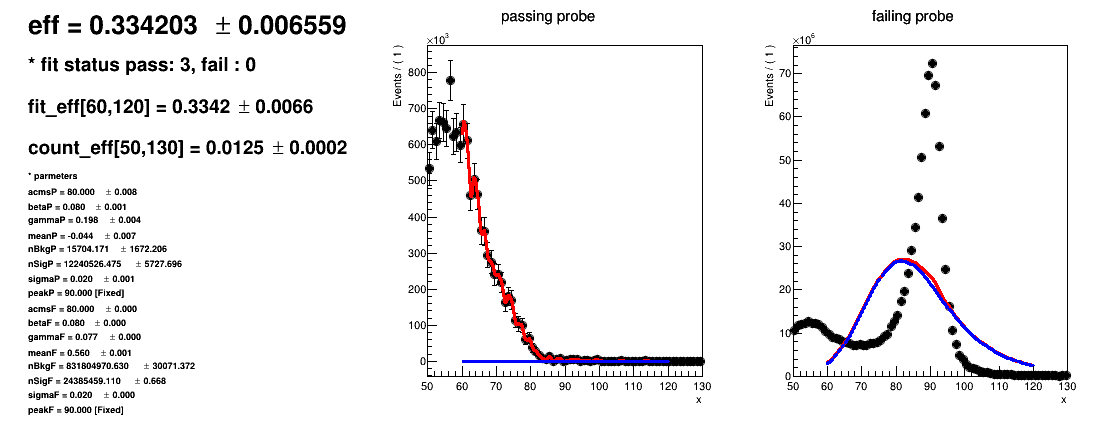 eff = 0.334203 ± 0.006559
* fit status pass: 3, fail : 0
fit_eff[60,120] = 0.3342 ± 0.0066
count_eff[50,130] = 0.0125 ± 0.0002
* parmeters
acmsP = 80.000 ± 0.008
betaP = 0.080 ± 0.001
gammaP = 0.198 ± 0.004
meanP = -0.044 ± 0.007
nBkgP = 15704.171 ± 1672.206
nSigP = 12240526.475 ± 5727.696
sigmaP = 0.020 ± 0.001
peakP = 90.000 [Fixed]
acmsF = 80.000 ± 0.000
betaF = 0.080 ± 0.000
gammaF = 0.077 ± 0.000
meanF = 0.560 ± 0.001
nBkgF = 831804970.630 ± 30071.372
nSigF = 24385459.110 ± 0.668
sigmaF = 0.020 ± 0.000
peakF = 90.000 [Fixed]
passing probe
×10³
Events / ( 1 )
800
700
600
500
400
300
200
100
0
50 60 70 80 90 100 110 120 130
x
failing probe
×10⁶
Events / ( 1 )
70
60
50
40
30
20
10
0
50 60 70 80 90 100 110 120 130
x